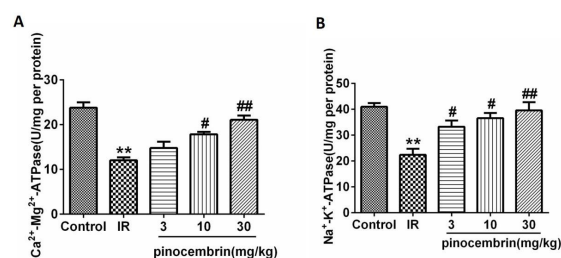 A
Ca²⁺-Mg²⁺-ATPase(U/mg per protein)
30
20
10
0
**
#
##
Control IR 3 10 30
pinocembrin(mg/kg)
B
Na⁺-K⁺-ATPase(U/mg per protein)
50
40
30
20
10
0
**
#
#
##
Control IR 3 10 30
pinocembrin(mg/kg)